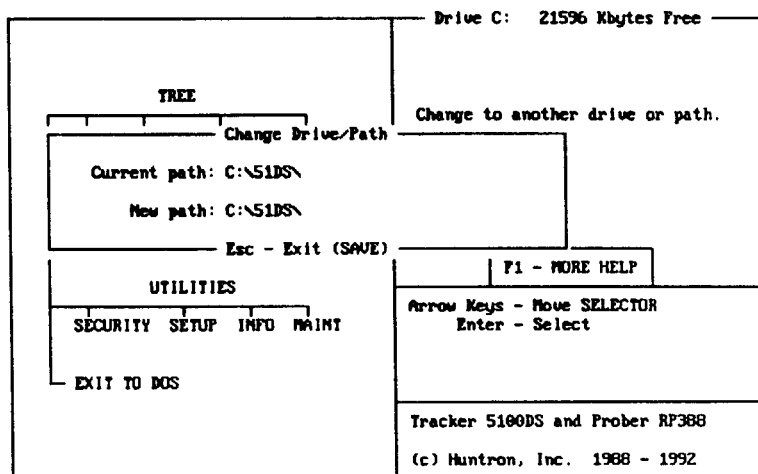 Drive C: 21596 Kbytes Free
TREE
Change to another drive or path.
Change Drive/Path
Current path: C:\51DS\
New path: C:\51DS\
Esc - Exit (SAVE)
F1 - MORE HELP
UTILITIES
Arrow Keys - Move SELECTOR
Enter - Select
SECURITY SETUP INFO MAINT
EXIT TO DOS
Tracker 5100DS and Prober RP388
(c) Huntron, Inc. 1988 - 1992